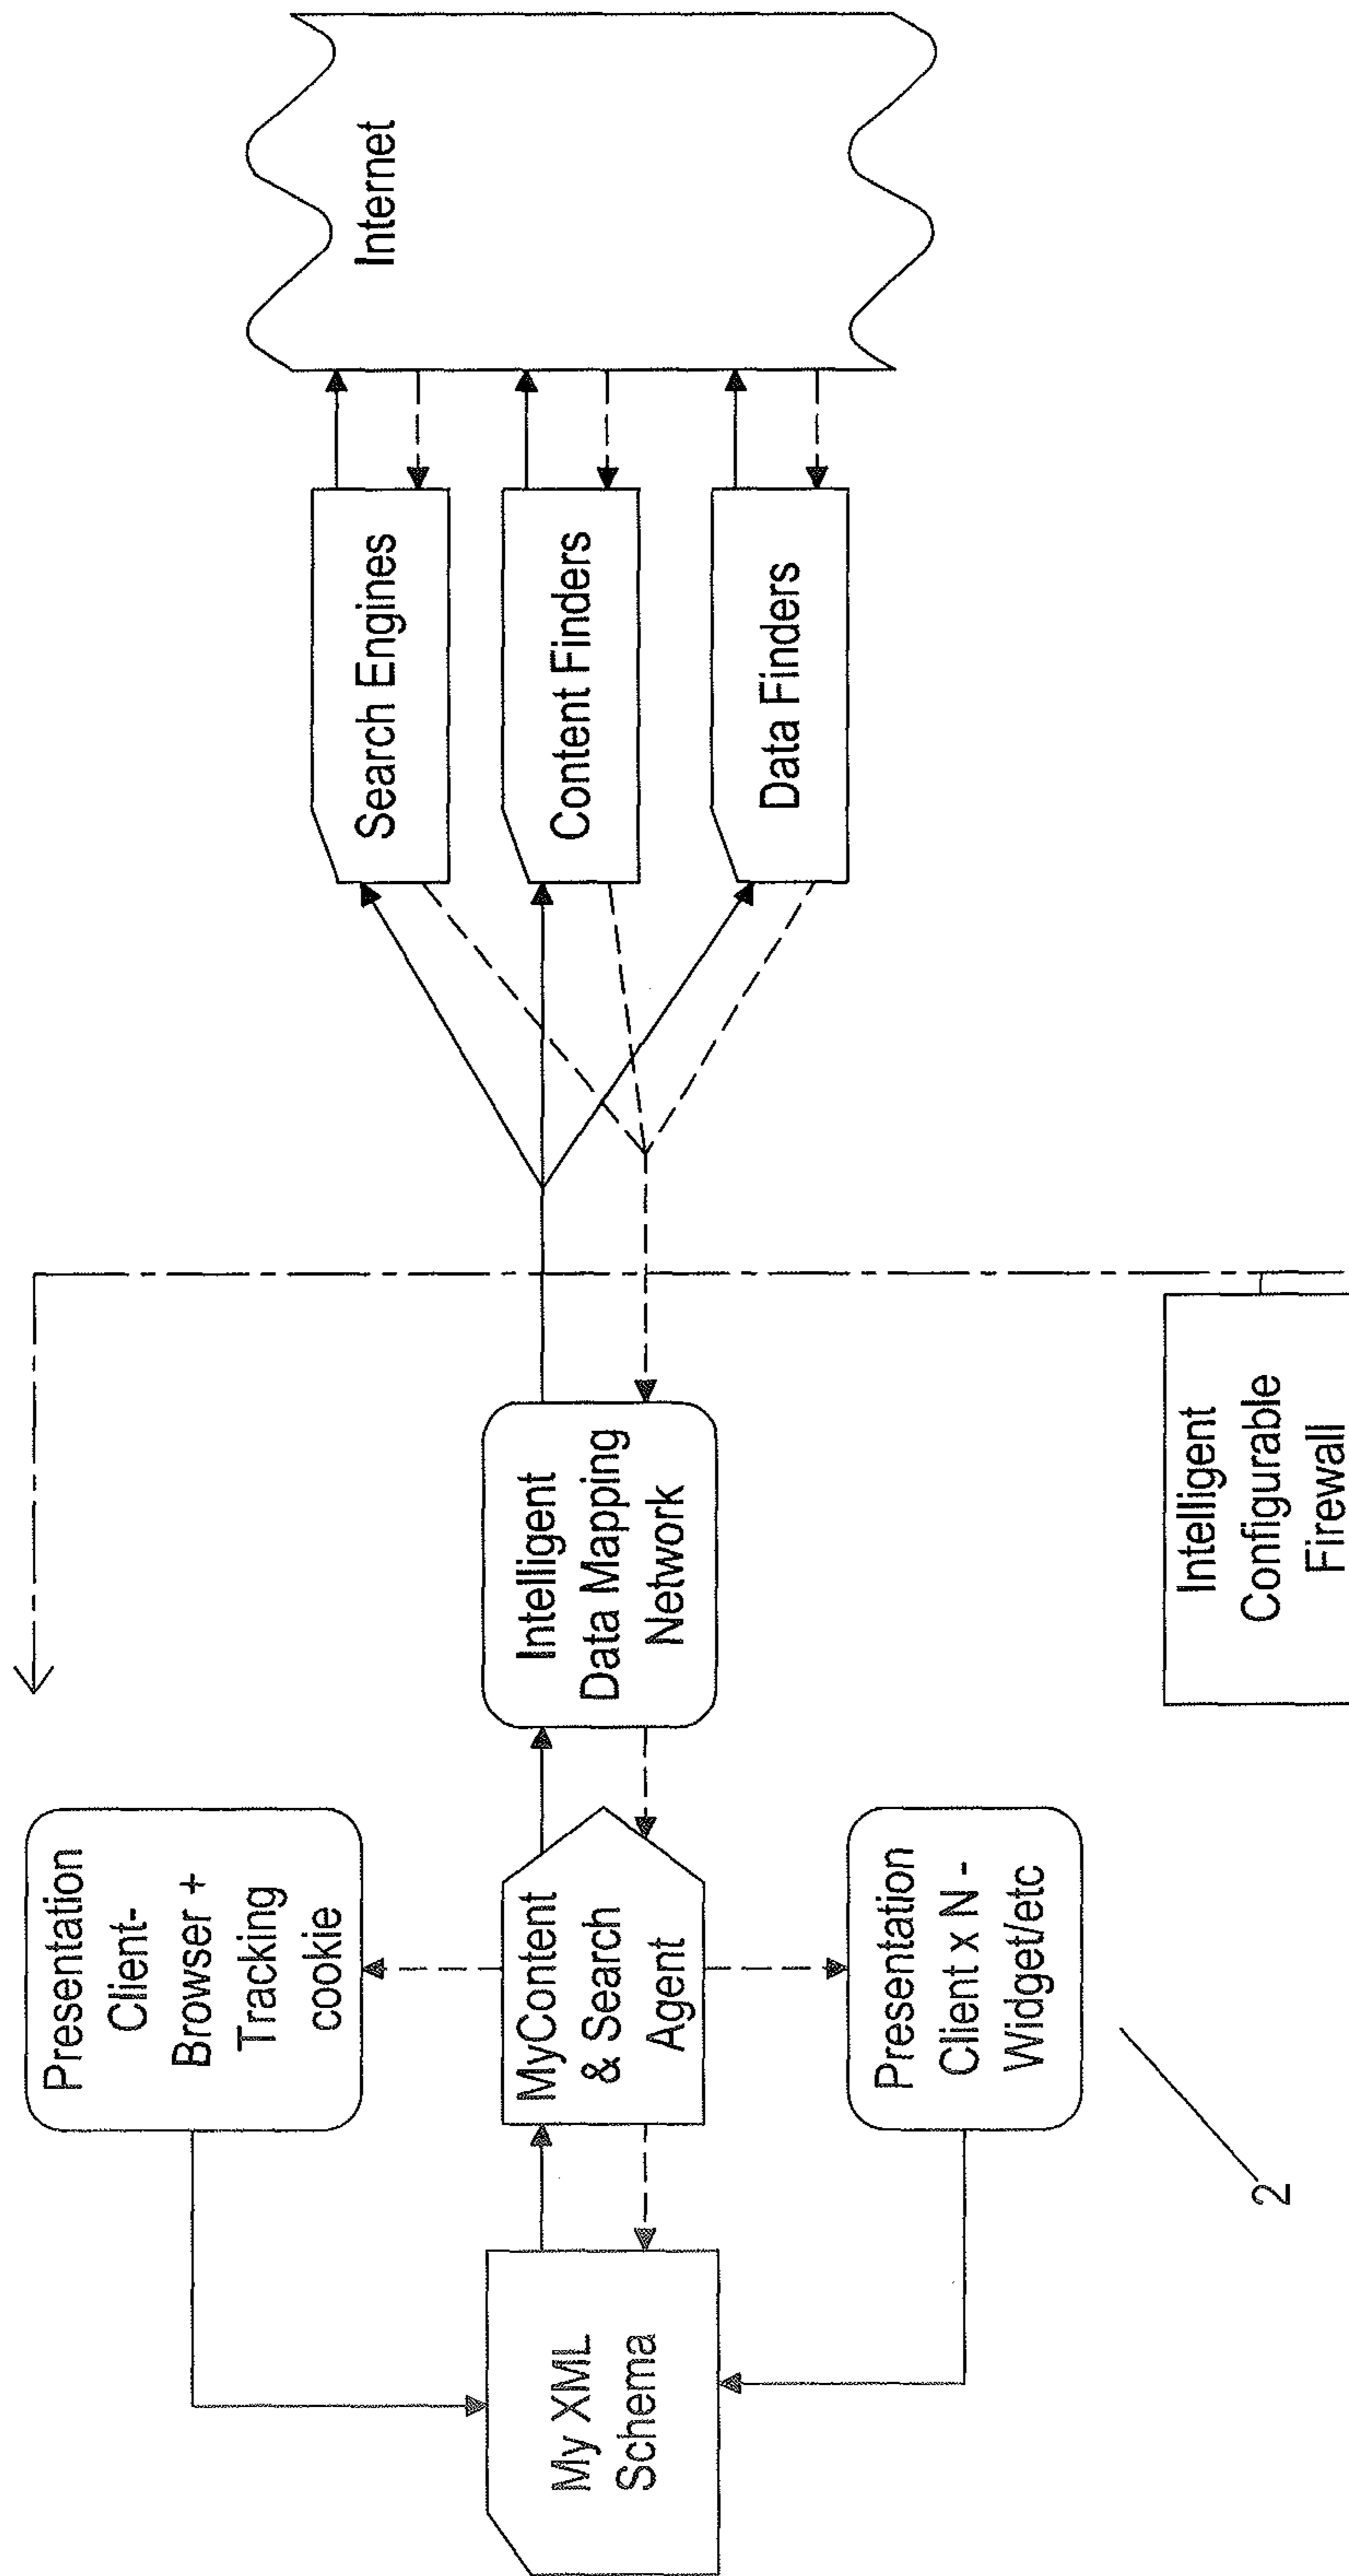 Presentation
Client-
Browser +
Tracking
cookie
My XML
Schema
MyContent
& Search
Agent
Presentation
Client x N -
Widget/etc
2
Intelligent
Data Mapping
Network
Intelligent
Configurable
Firewall
Search Engines
Content Finders
Data Finders
Internet